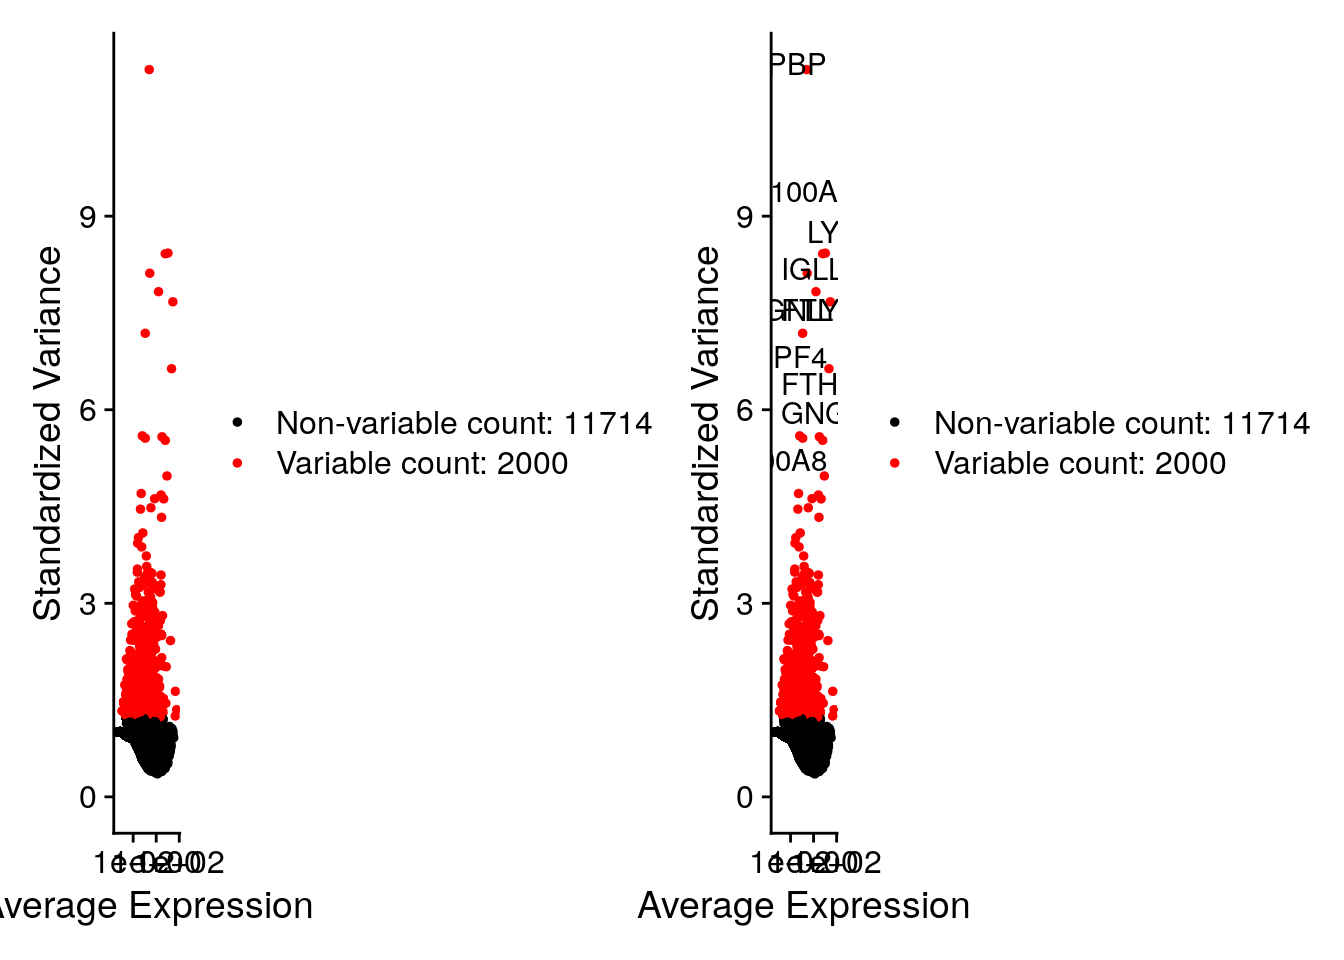 9
6
3
0
Standardized Variance
Average Expression
Non-variable count: 11714
Variable count: 2000
PBP
100A
LY
IGLL
PF4
FTH
GNG
00A8
9
6
3
0
Standardized Variance
Average Expression
Non-variable count: 11714
Variable count: 2000